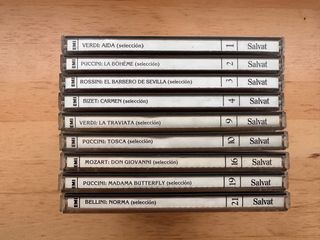 EMI VERDI: AIDA (selección) 1 Salvat
EMI PUCCINI: LA BOHÈME (selección) 2 Salvat
EMI ROSSINI: EL BARBERO DE SEVILLA (selección) 3 Salvat
EMI BIZET: CARMEN (selección) 4 Salvat
EMI VERDI: LA TRAVIATA (selección) 9 Salvat
EMI PUCCINI: TOSCA (selección) 10 Salvat
EMI MOZART: DON GIOVANNI (selección) 16 Salvat
EMI PUCCINI: MADAMA BUTTERFLY (selección) 19 Salvat
EMI BELLINI: NORMA (selección) 21 Salvat